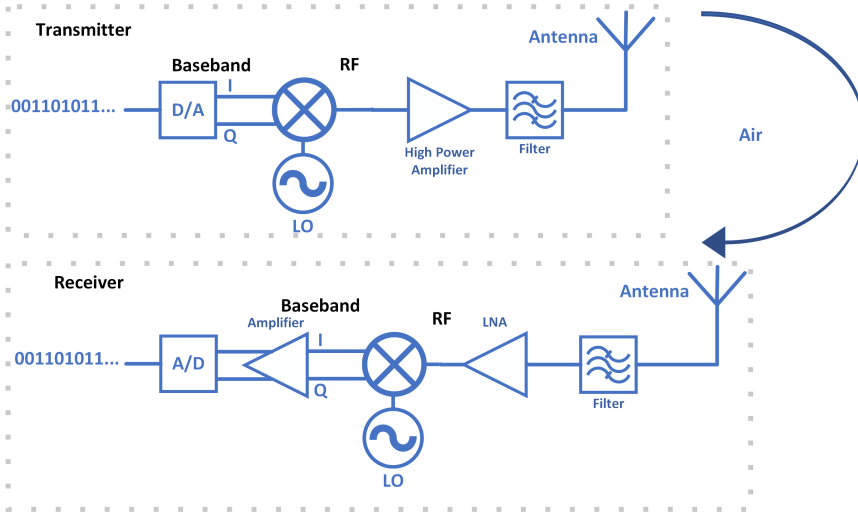 Transmitter
Antenna
Baseband
RF
I
001101011...
D/A
Q
High Power
Amplifier
Filter
LO
Air
Receiver
Antenna
Baseband
Amplifier
RF
LNA
I
001101011...
A/D
Q
Filter
LO